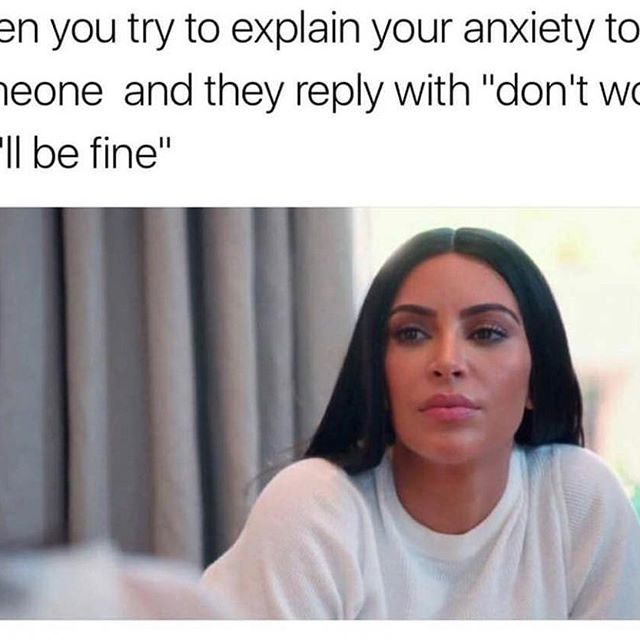 en you try to explain your anxiety to
neone and they reply with "don't wo
'll be fine"